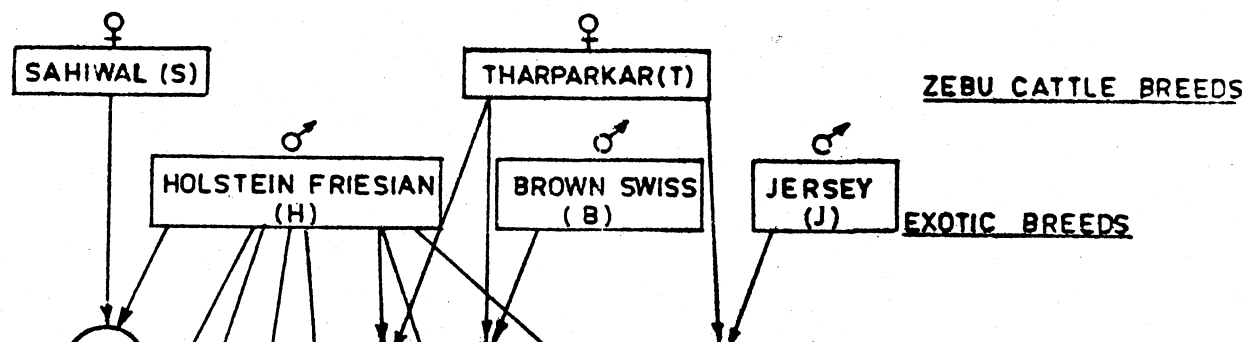 SAHIWAL (S)
THARPARKAR(T)
ZEBU CATTLE BREEDS
HOLSTEIN FRIESIAN
(H)
BROWN SWISS
(B)
JERSEY
(J)
EXOTIC BREEDS